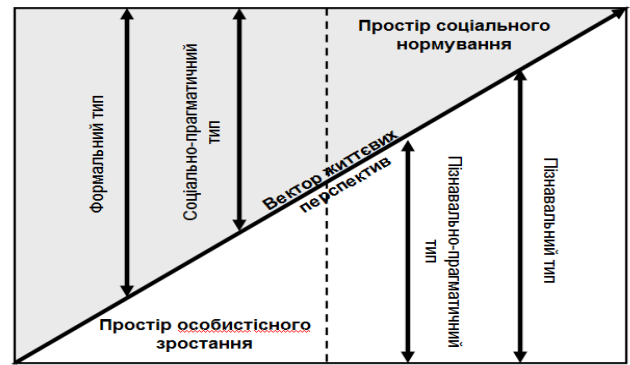 Простір соціального
нормування
Формальний тип
Соціально-прагматичний
тип
Вектор життєвих
перспектив
Пізнавально-прагматичний
тип
Пізнавальний тип
Простір особистісного
зростання